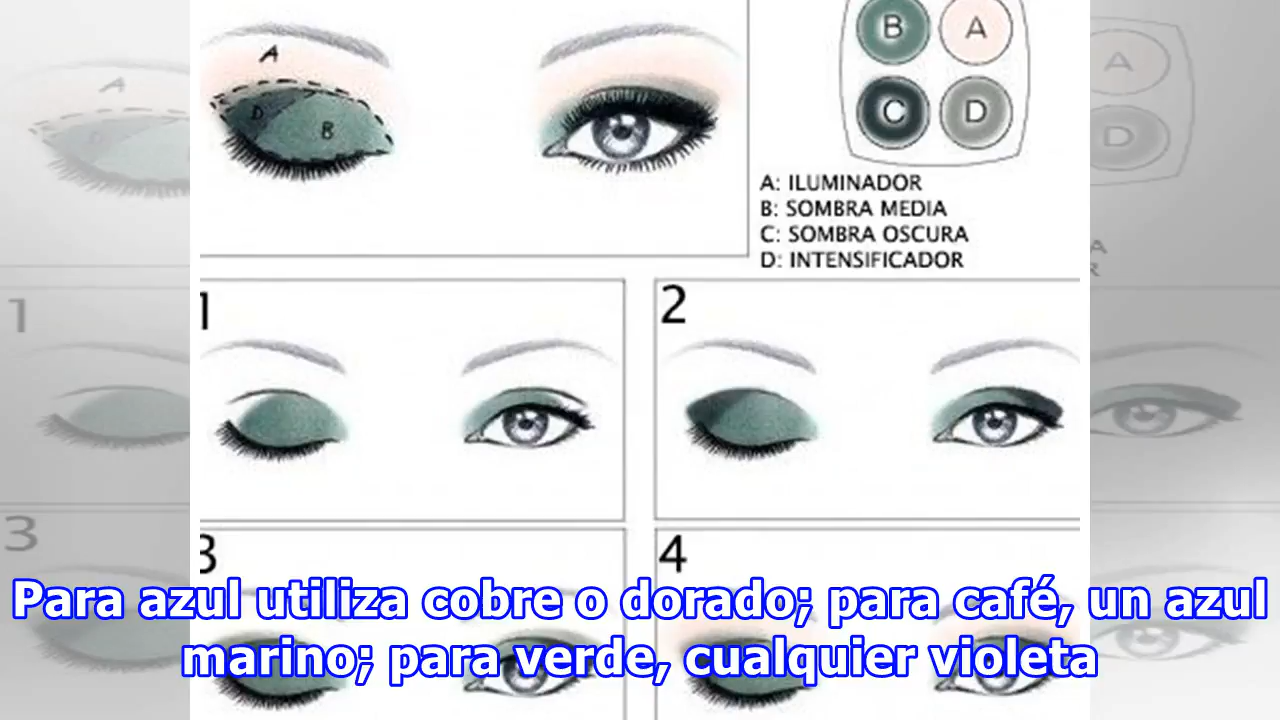 A
D B
B A
C D
A: ILUMINADOR
B: SOMBRA MEDIA
C: SOMBRA OSCURA
D: INTENSIFICADOR
1 2
3 4
Para azul utiliza cobre o dorado; para café, un azul
marino; para verde, cualquier violeta